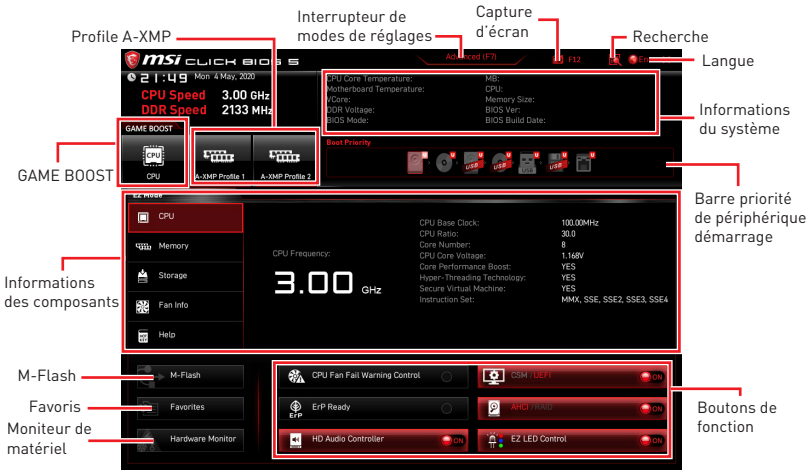 Interrupteur de
modes de réglages
Capture
d'écran
Profile A-XMP
Recherche
Langue
msi CLICK BIOS 5
Advanced (F7)
F12
21:49 Mon 4 May, 2020
CPU Speed 3.00 GHz
DDR Speed 2133 MHz
CPU Core Temperature:
Motherboard Temperature:
VCore:
DDR Voltage:
BIOS Mode:
MB:
CPU:
Memory Size:
BIOS Ver:
BIOS Build Date:
Informations
du système
GAME BOOST
CPU
CPU
A-XMP Profile 1
A-XMP Profile 2
GAME BOOST
Boot Priority
U
U
U
USB
U
USB
U
USB
U
USB
U
Barre priorité
de périphérique
démarrage
EZ Mode
CPU
Memory
Storage
Fan Info
Help
HOT
KEY
Informations
des composants
CPU Frequency:
3.00 GHz
CPU Base Clock: 100.00MHz
CPU Ratio: 30.0
Core Number: 8
CPU Core Voltage: 1.168V
Core Performance Boost: YES
Hyper-Threading Technology: YES
Secure Virtual Machine: YES
Instruction Set: MMX, SSE, SSE2, SSE3, SSE4
M-Flash
Favoris
Moniteur de
matériel
M-Flash
Favorites
Hardware Monitor
CPU Fan Fail Warning Control
ErP Ready
ErP
HD Audio Controller ON
CSM / UEFI ON
AHCI / RAID ON
EZ LED Control ON
Boutons de
fonction